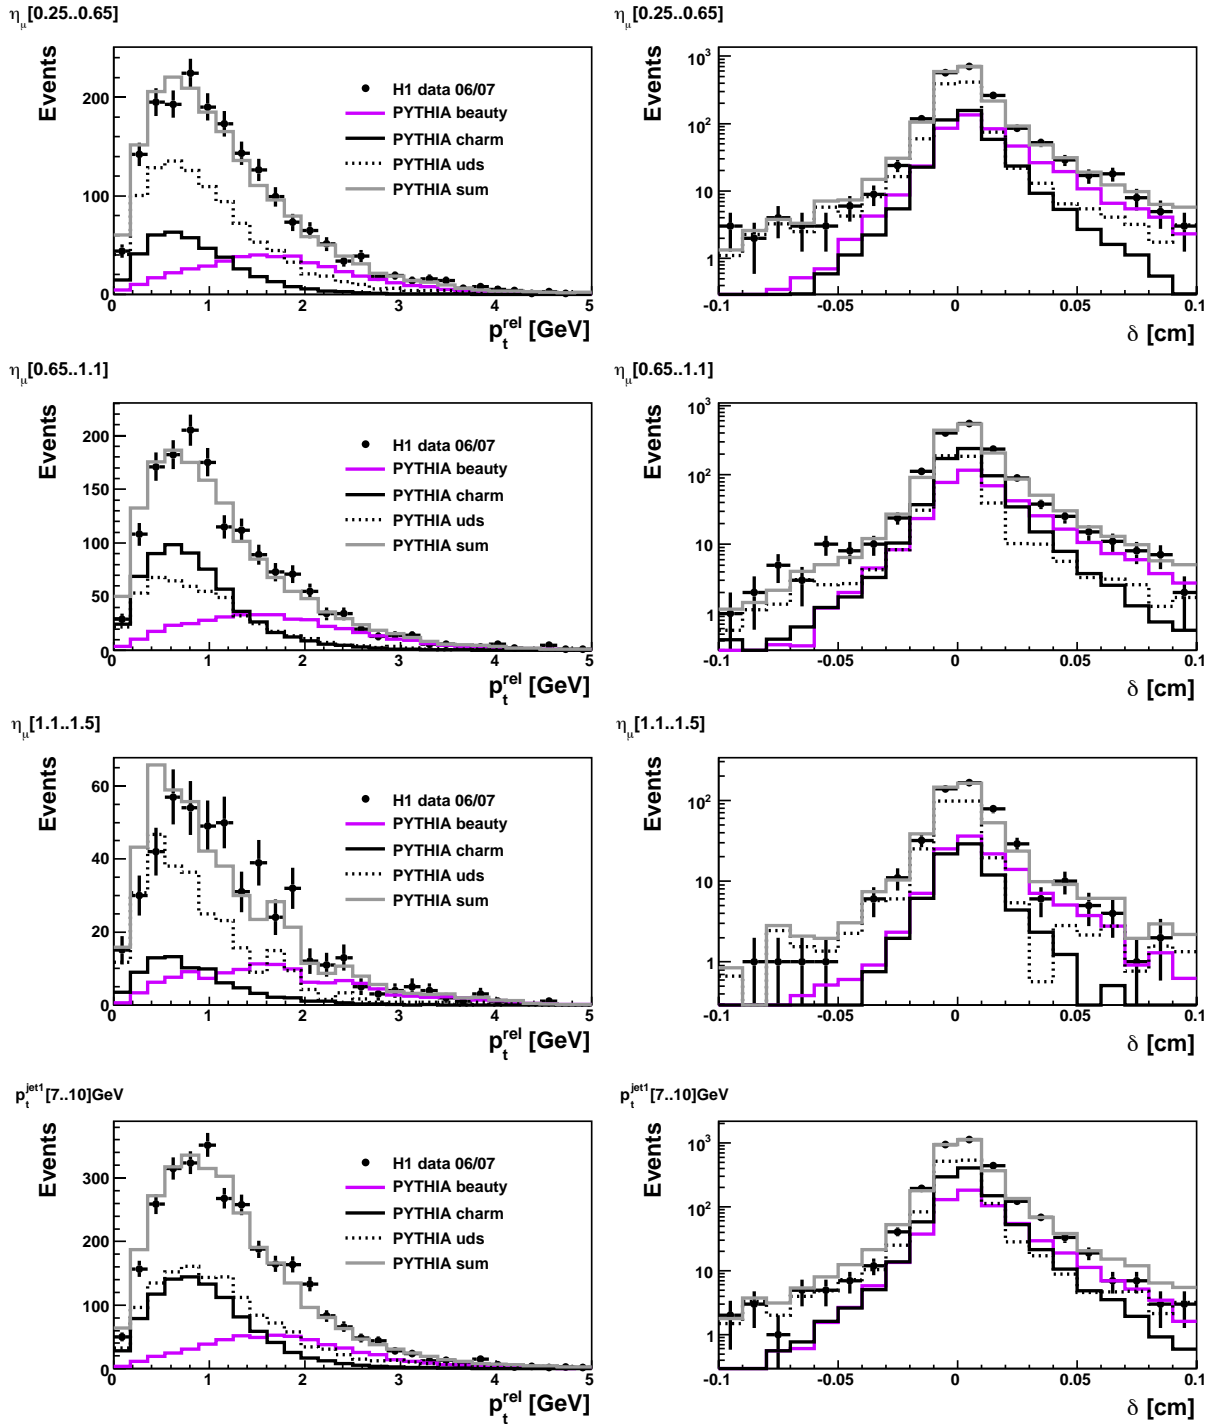 η_μ[0.25..0.65]
Events
200
100
0
0 1 2 3 4 5
p_t^rel [GeV]
H1 data 06/07
PYTHIA beauty
PYTHIA charm
PYTHIA uds
PYTHIA sum
η_μ[0.25..0.65]
Events
10^3
10^2
10
1
-0.1 -0.05 0 0.05 0.1
δ [cm]
η_μ[0.65..1.1]
Events
200
150
100
50
0
0 1 2 3 4 5
p_t^rel [GeV]
H1 data 06/07
PYTHIA beauty
PYTHIA charm
PYTHIA uds
PYTHIA sum
η_μ[0.65..1.1]
Events
10^3
10^2
10
1
-0.1 -0.05 0 0.05 0.1
δ [cm]
η_μ[1.1..1.5]
Events
60
40
20
0
0 1 2 3 4 5
p_t^rel [GeV]
H1 data 06/07
PYTHIA beauty
PYTHIA charm
PYTHIA uds
PYTHIA sum
η_μ[1.1..1.5]
Events
10^2
10
1
-0.1 -0.05 0 0.05 0.1
δ [cm]
p_t^jet1[7..10]GeV
Events
300
200
100
0
0 1 2 3 4 5
p_t^rel [GeV]
H1 data 06/07
PYTHIA beauty
PYTHIA charm
PYTHIA uds
PYTHIA sum
p_t^jet1[7..10]GeV
Events
10^3
10^2
10
1
-0.1 -0.05 0 0.05 0.1
δ [cm]